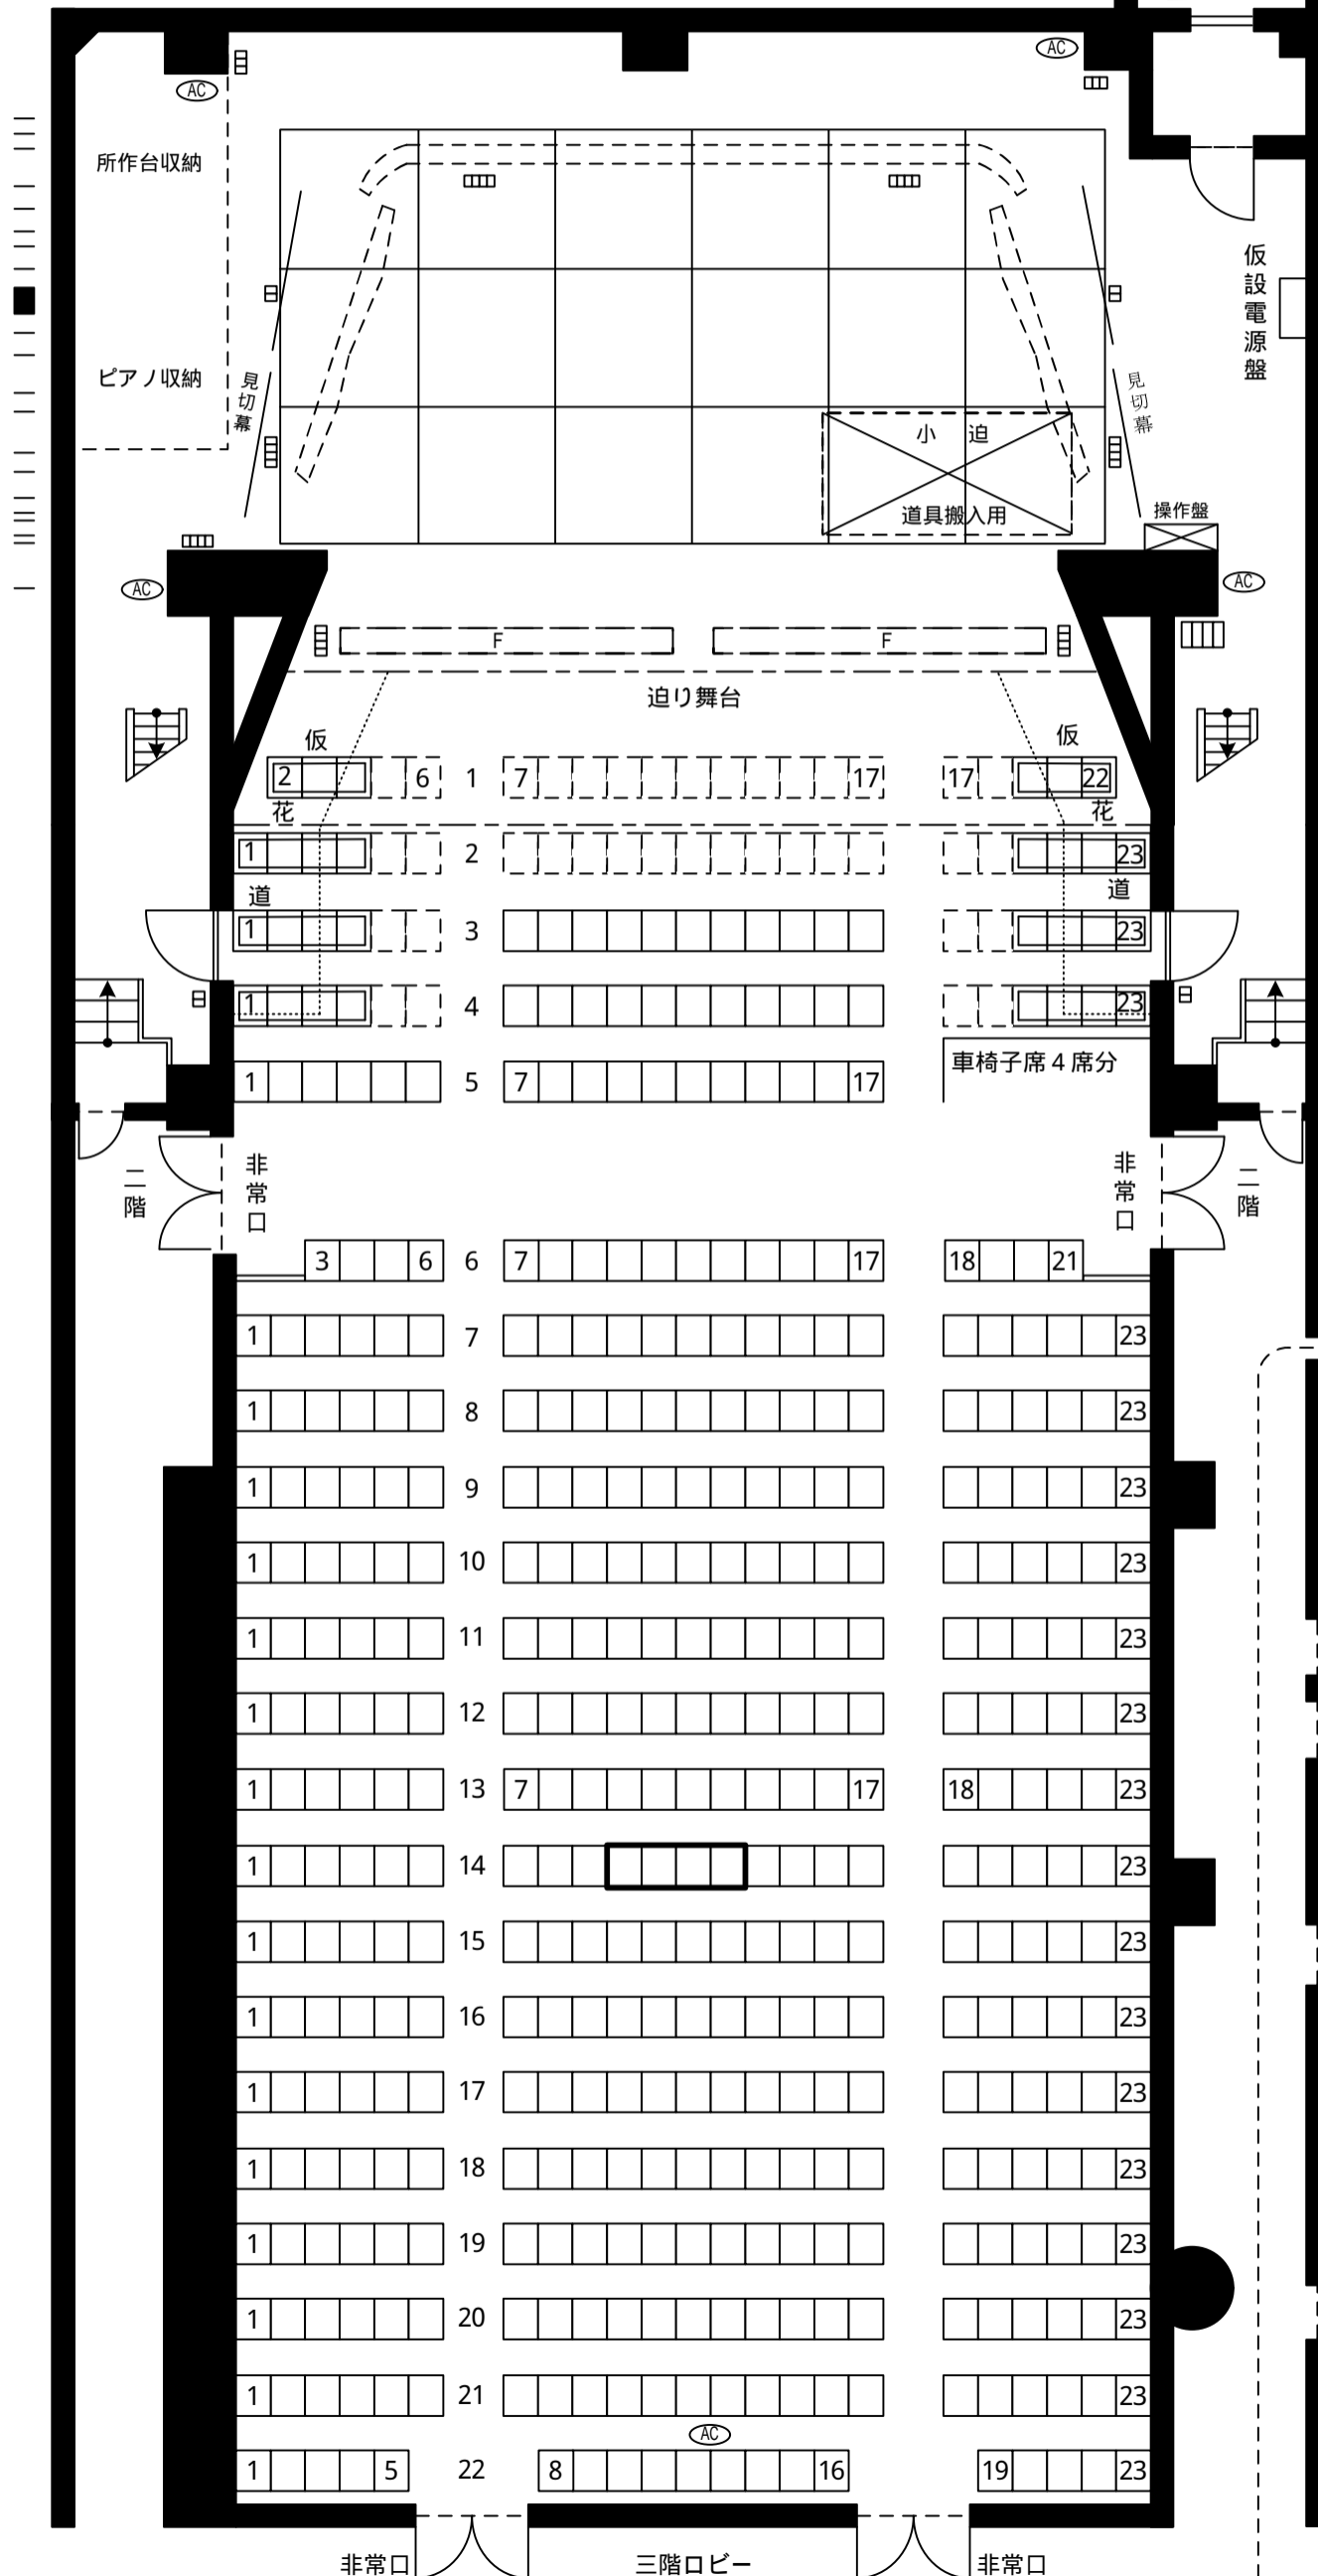 AC
AC
所作台収納
仮設電源盤
ピアノ収納
見切幕
見切幕
小 迫
道具搬入用
操作盤
AC
AC
F F
迫り舞台
仮花道
仮花道
2 6 1 7 17 17 22
1 2 23
1 3 23
1 4 23
1 5 7 17 車椅子席4席分
二階 非常口 非常口 二階
3 6 6 7 17 18 21
1 7 23
1 8 23
1 9 23
1 10 23
1 11 23
1 12 23
1 13 7 17 18 23
1 14 23
1 15 23
1 16 23
1 17 23
1 18 23
1 19 23
1 20 23
1 21 23
AC
1 5 22 8 16 19 23
非常口 三階ロビー 非常口